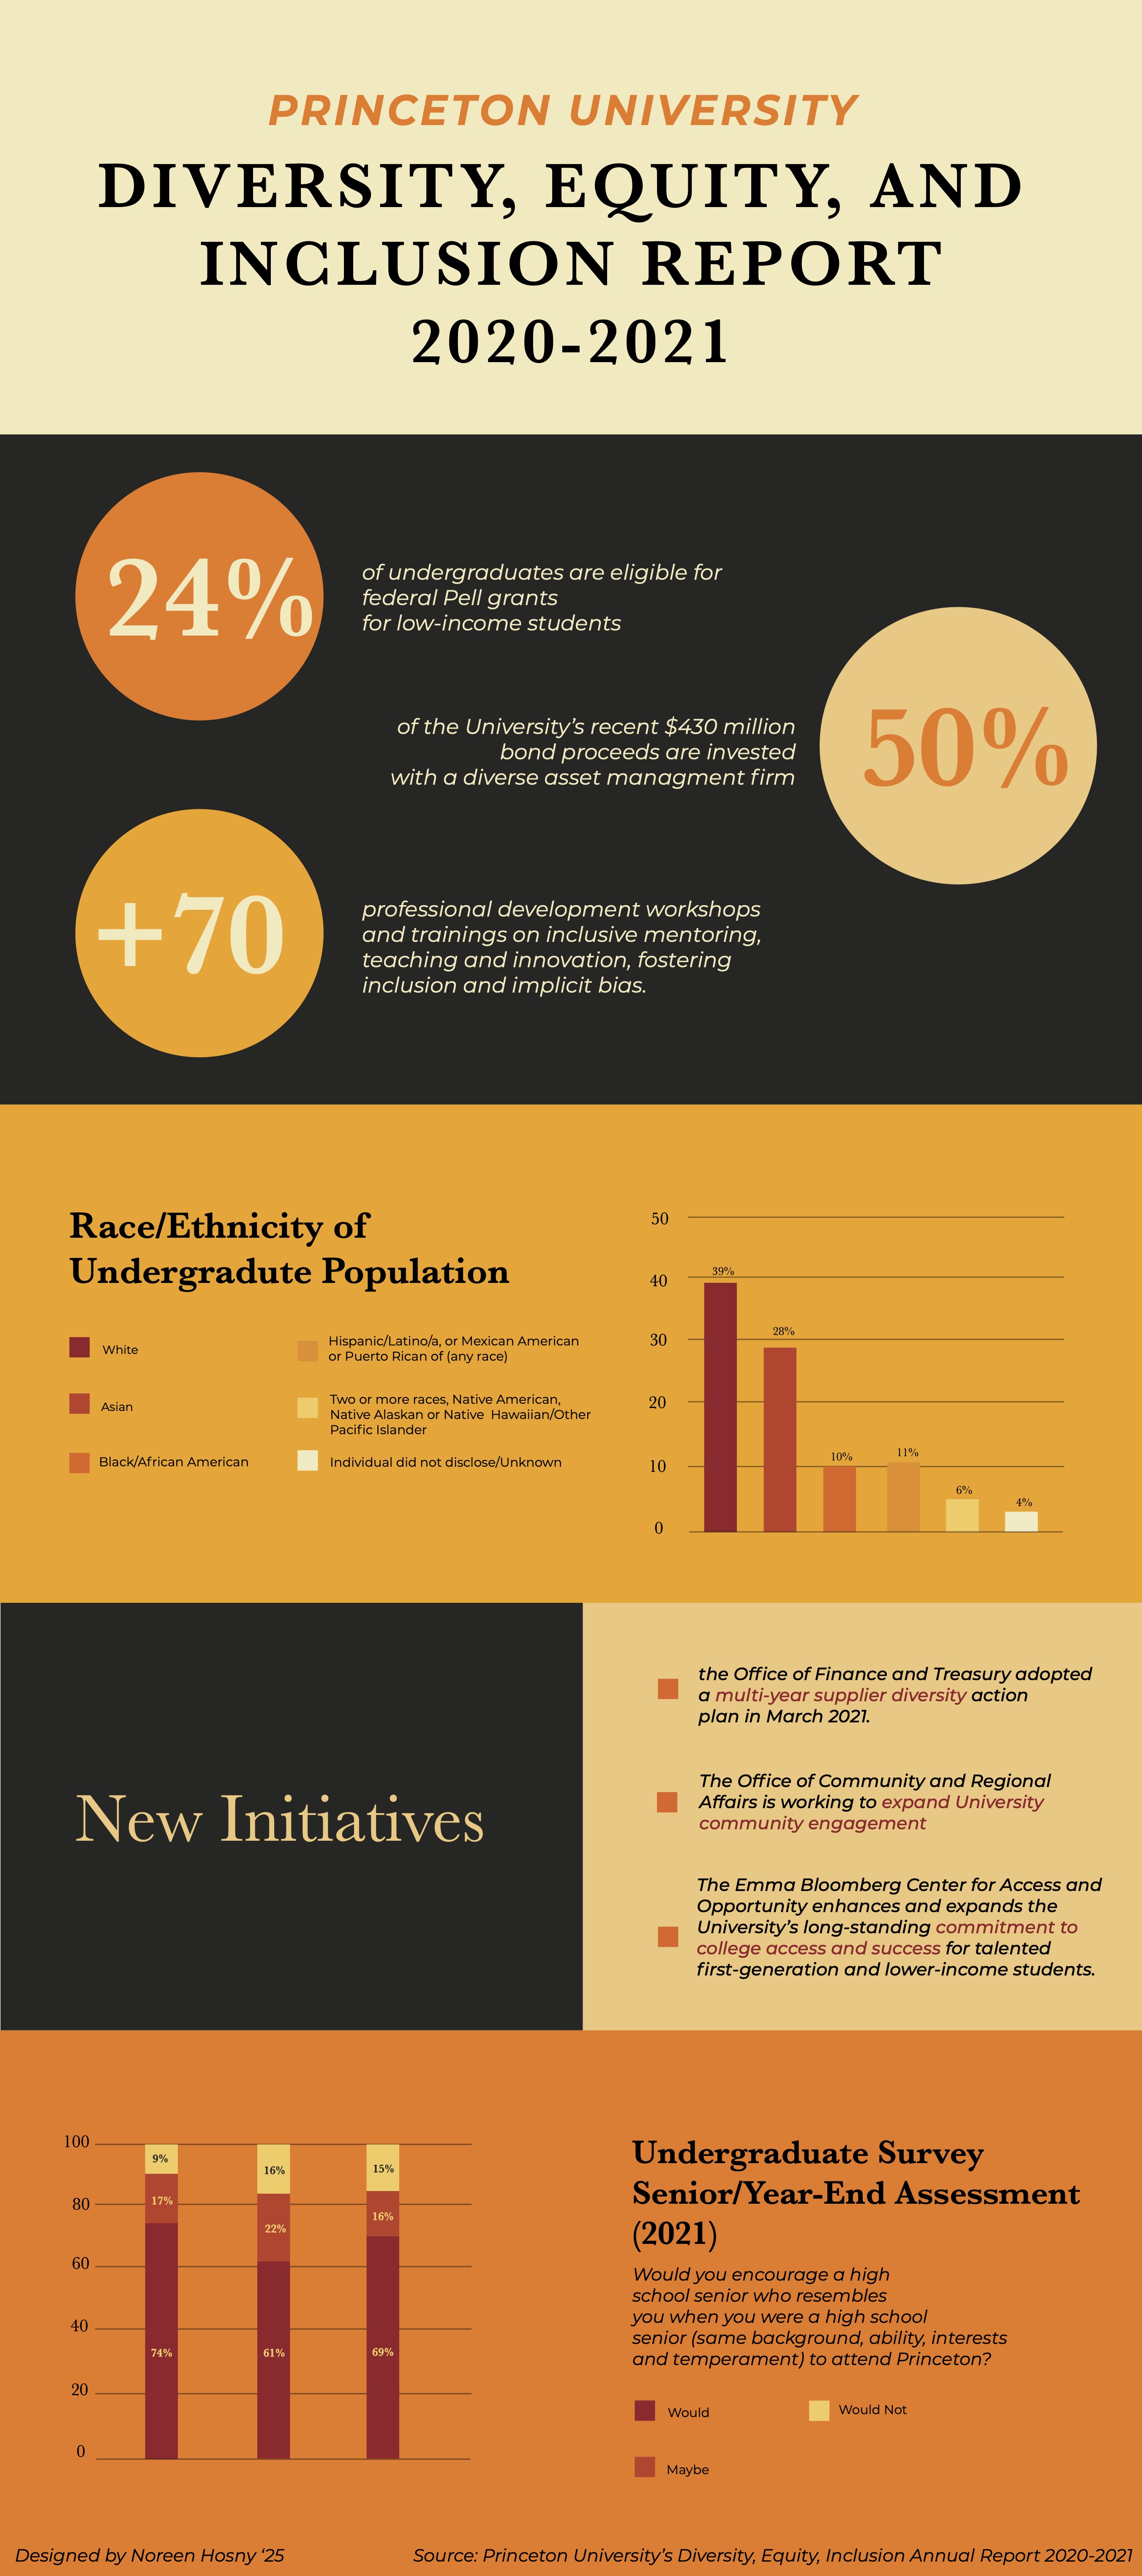 PRINCETON UNIVERSITY
DIVERSITY, EQUITY, AND
INCLUSION REPORT
2020-2021
24%
of undergraduates are eligible for
federal Pell grants
for low-income students
of the University’s recent $430 million
bond proceeds are invested
with a diverse asset managment firm
50%
+70
professional development workshops
and trainings on inclusive mentoring,
teaching and innovation, fostering
inclusion and implicit bias.
Race/Ethnicity of
Undergradute Population
White
Asian
Black/African American
Hispanic/Latino/a, or Mexican American
or Puerto Rican of (any race)
Two or more races, Native American,
Native Alaskan or Native Hawaiian/Other
Pacific Islander
Individual did not disclose/Unknown
50
40
30
20
10
0
39%
28%
10%
11%
6%
4%
New Initiatives
the Office of Finance and Treasury adopted
a multi-year supplier diversity action
plan in March 2021.
The Office of Community and Regional
Affairs is working to expand University
community engagement
The Emma Bloomberg Center for Access and
Opportunity enhances and expands the
University’s long-standing commitment to
college access and success for talented
first-generation and lower-income students.
100
80
60
40
20
0
9%
17%
74%
16%
22%
61%
15%
16%
69%
Undergraduate Survey
Senior/Year-End Assessment
(2021)
Would you encourage a high
school senior who resembles
you when you were a high school
senior (same background, ability, interests
and temperament) to attend Princeton?
Would
Would Not
Maybe
Designed by Noreen Hosny ‘25
Source: Princeton University’s Diversity, Equity, Inclusion Annual Report 2020-2021